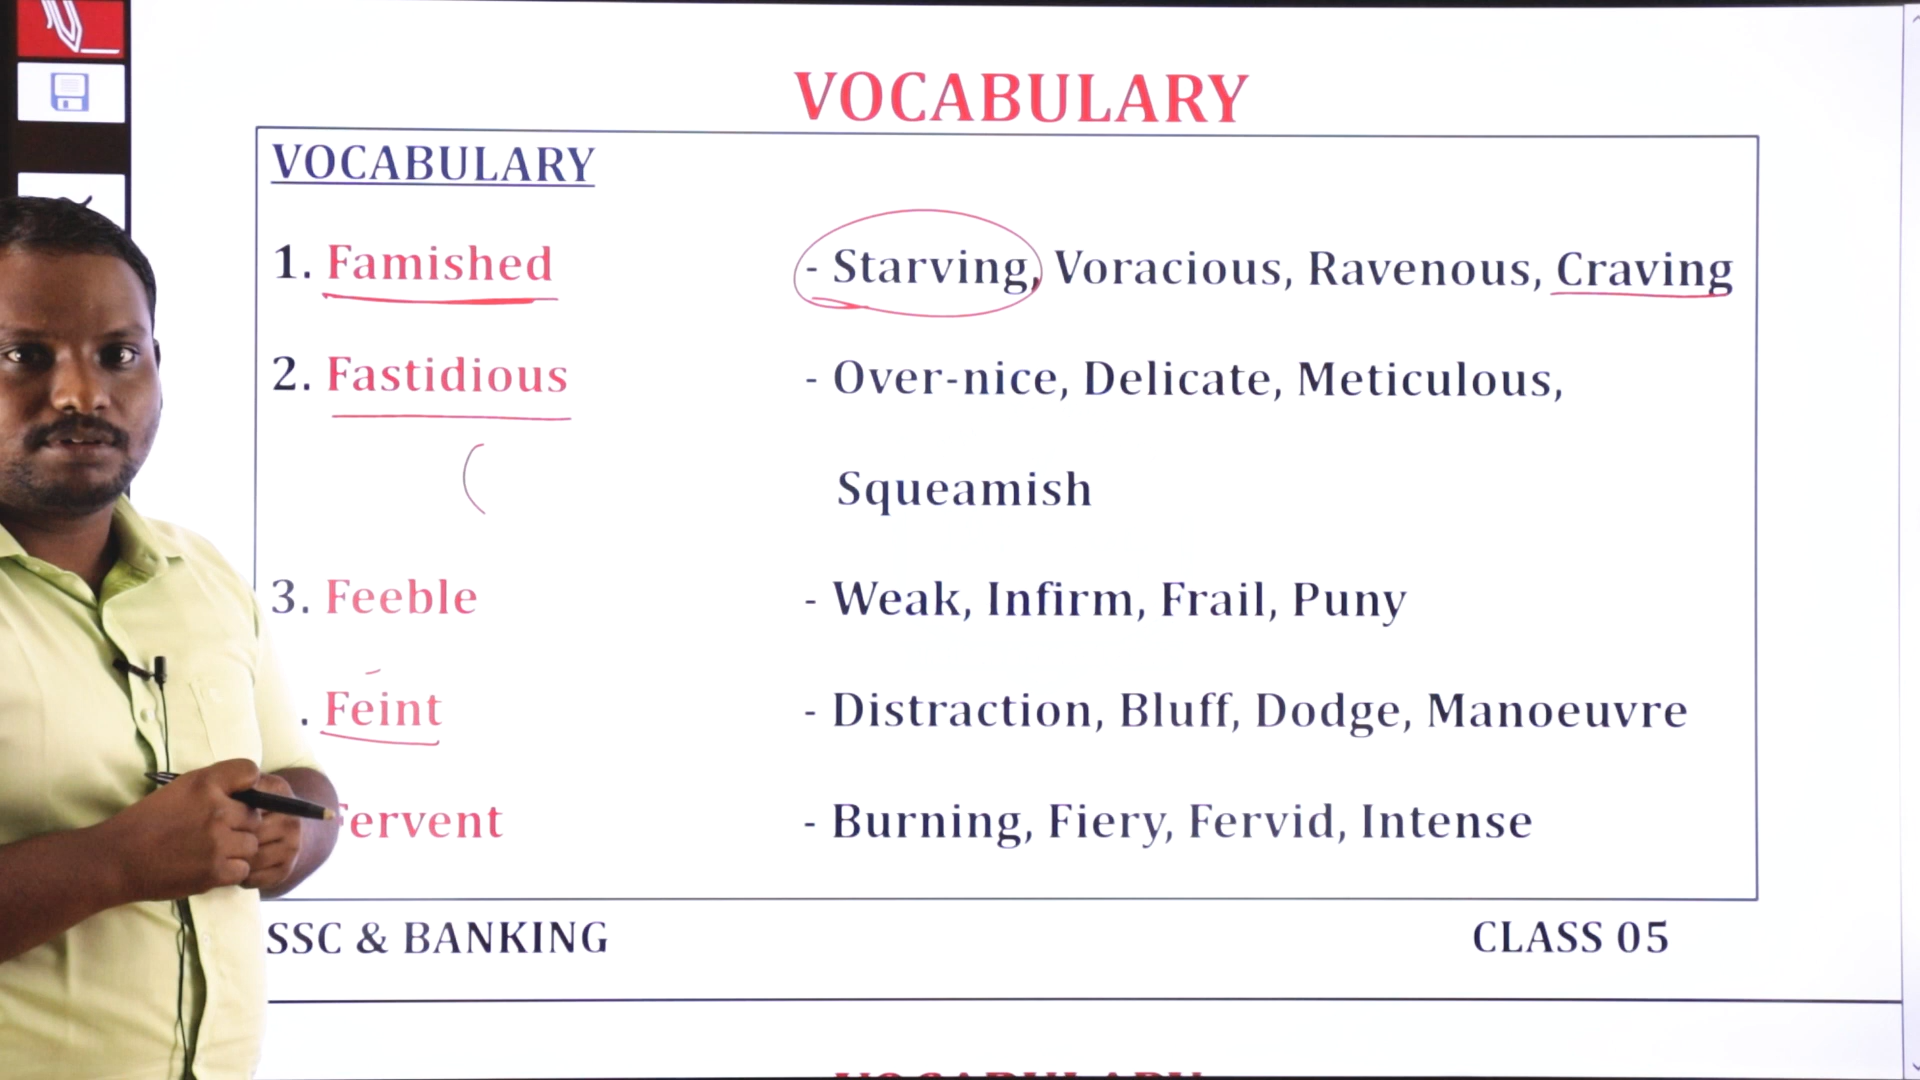 VOCABULARY
VOCABULARY
1. Famished - Starving, Voracious, Ravenous, Craving
2. Fastidious - Over-nice, Delicate, Meticulous,
Squeamish
3. Feeble - Weak, Infirm, Frail, Puny
. Feint - Distraction, Bluff, Dodge, Manoeuvre
Fervent - Burning, Fiery, Fervid, Intense
SSC & BANKING CLASS 05